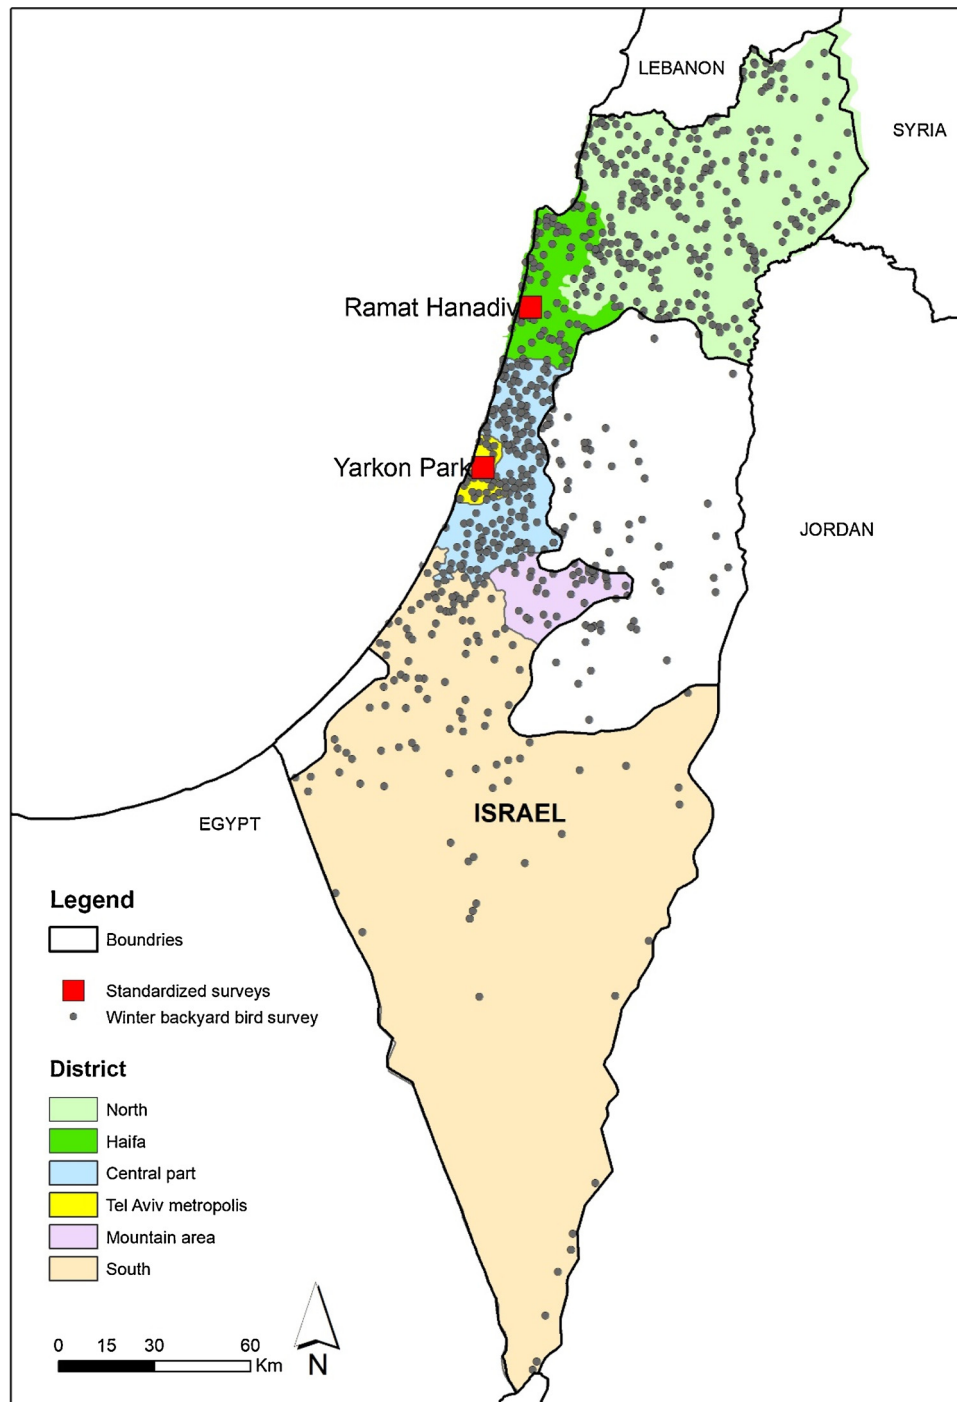 LEBANON
SYRIA
Ramat Hanadiv
Yarkon Park
JORDAN
ISRAEL
EGYPT
Legend
Boundries
Standardized surveys
Winter backyard bird survey
District
North
Haifa
Central part
Tel Aviv metropolis
Mountain area
South
0 15 30 60
Km
N